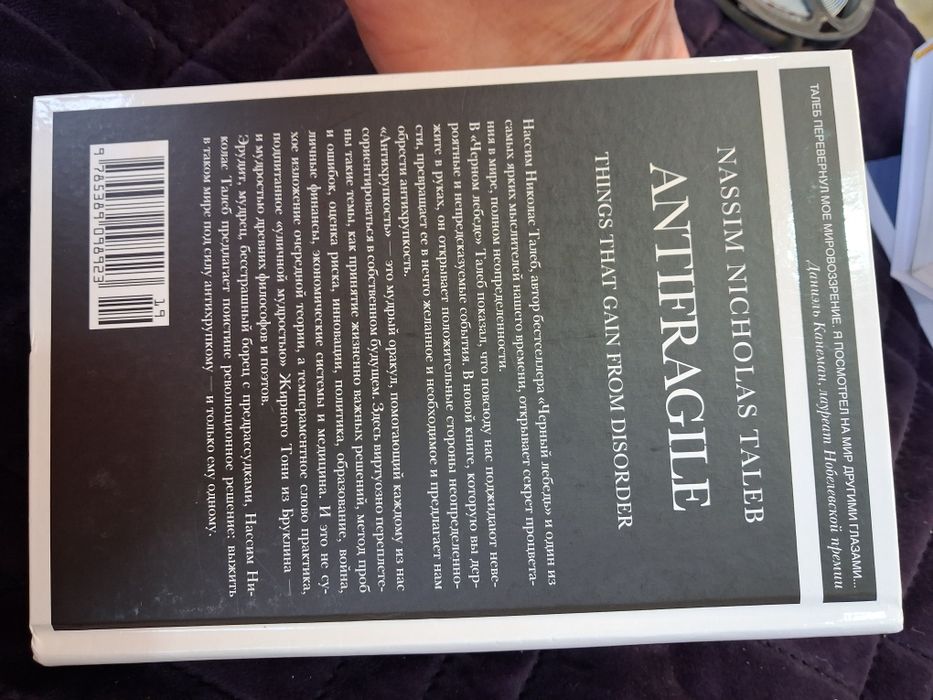 ТАЛЕБ ПЕРЕВЕРНУЛ МОЕ МИРОВОЗЗРЕНИЕ. Я ПОСМОТРЕЛ НА МИР ДРУГИМИ ГЛАЗАМИ...
Даниэль Канеман, лауреат Нобелевской премии
NASSIM NICHOLAS TALEB
ANTIFRAGILE
THINGS THAT GAIN FROM DISORDER
Нассим Николас Талеб, автор бестселлера «Черный лебедь» и один из
самых ярких мыслителей нашего времени, открывает секрет процвета-
ния в мире, полном неопределенности.
В «Черном лебеде» Талеб показал, что повсюду нас поджидают неве-
роятные и непредсказуемые события. В новой книге, которую вы дер-
жите в руках, он открывает положительные стороны неопределенно-
сти, превращает ее в нечто желанное и необходимое и предлагает нам
обрести антихрупкость.
«Антихрупкость» — это мудрый оракул, помогающий каждому из нас
сориентироваться в собственном будущем. Здесь виртуозно переплете-
ны такие темы, как принятие жизненно важных решений, метод проб
и ошибок, оценка риска, инновации, политика, образование, война,
личные финансы, экономические системы и медицина. И это не су-
хое изложение очередной теории, а темпераментное слово практика,
подпитанное «уличной мудростью» Жирного Тони из Бруклина —
и мудростью древних философов и поэтов.
Эрудит, мудрец, бесстрашный борец с предрассудками, Нассим Ни-
колас Талеб предлагает поистине революционное решение: выжить
в таком мире под силу антихрупкому — и только ему одному.
19
9 785389 098923